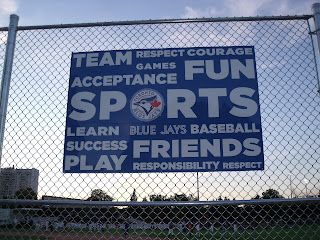 TEAM RESPECT COURAGE
GAMES
ACCEPTANCE FUN
SPORTS
LEARN BLUE JAYS BASEBALL
SUCCESS FRIENDS
PLAY RESPONSIBILITY RESPECT